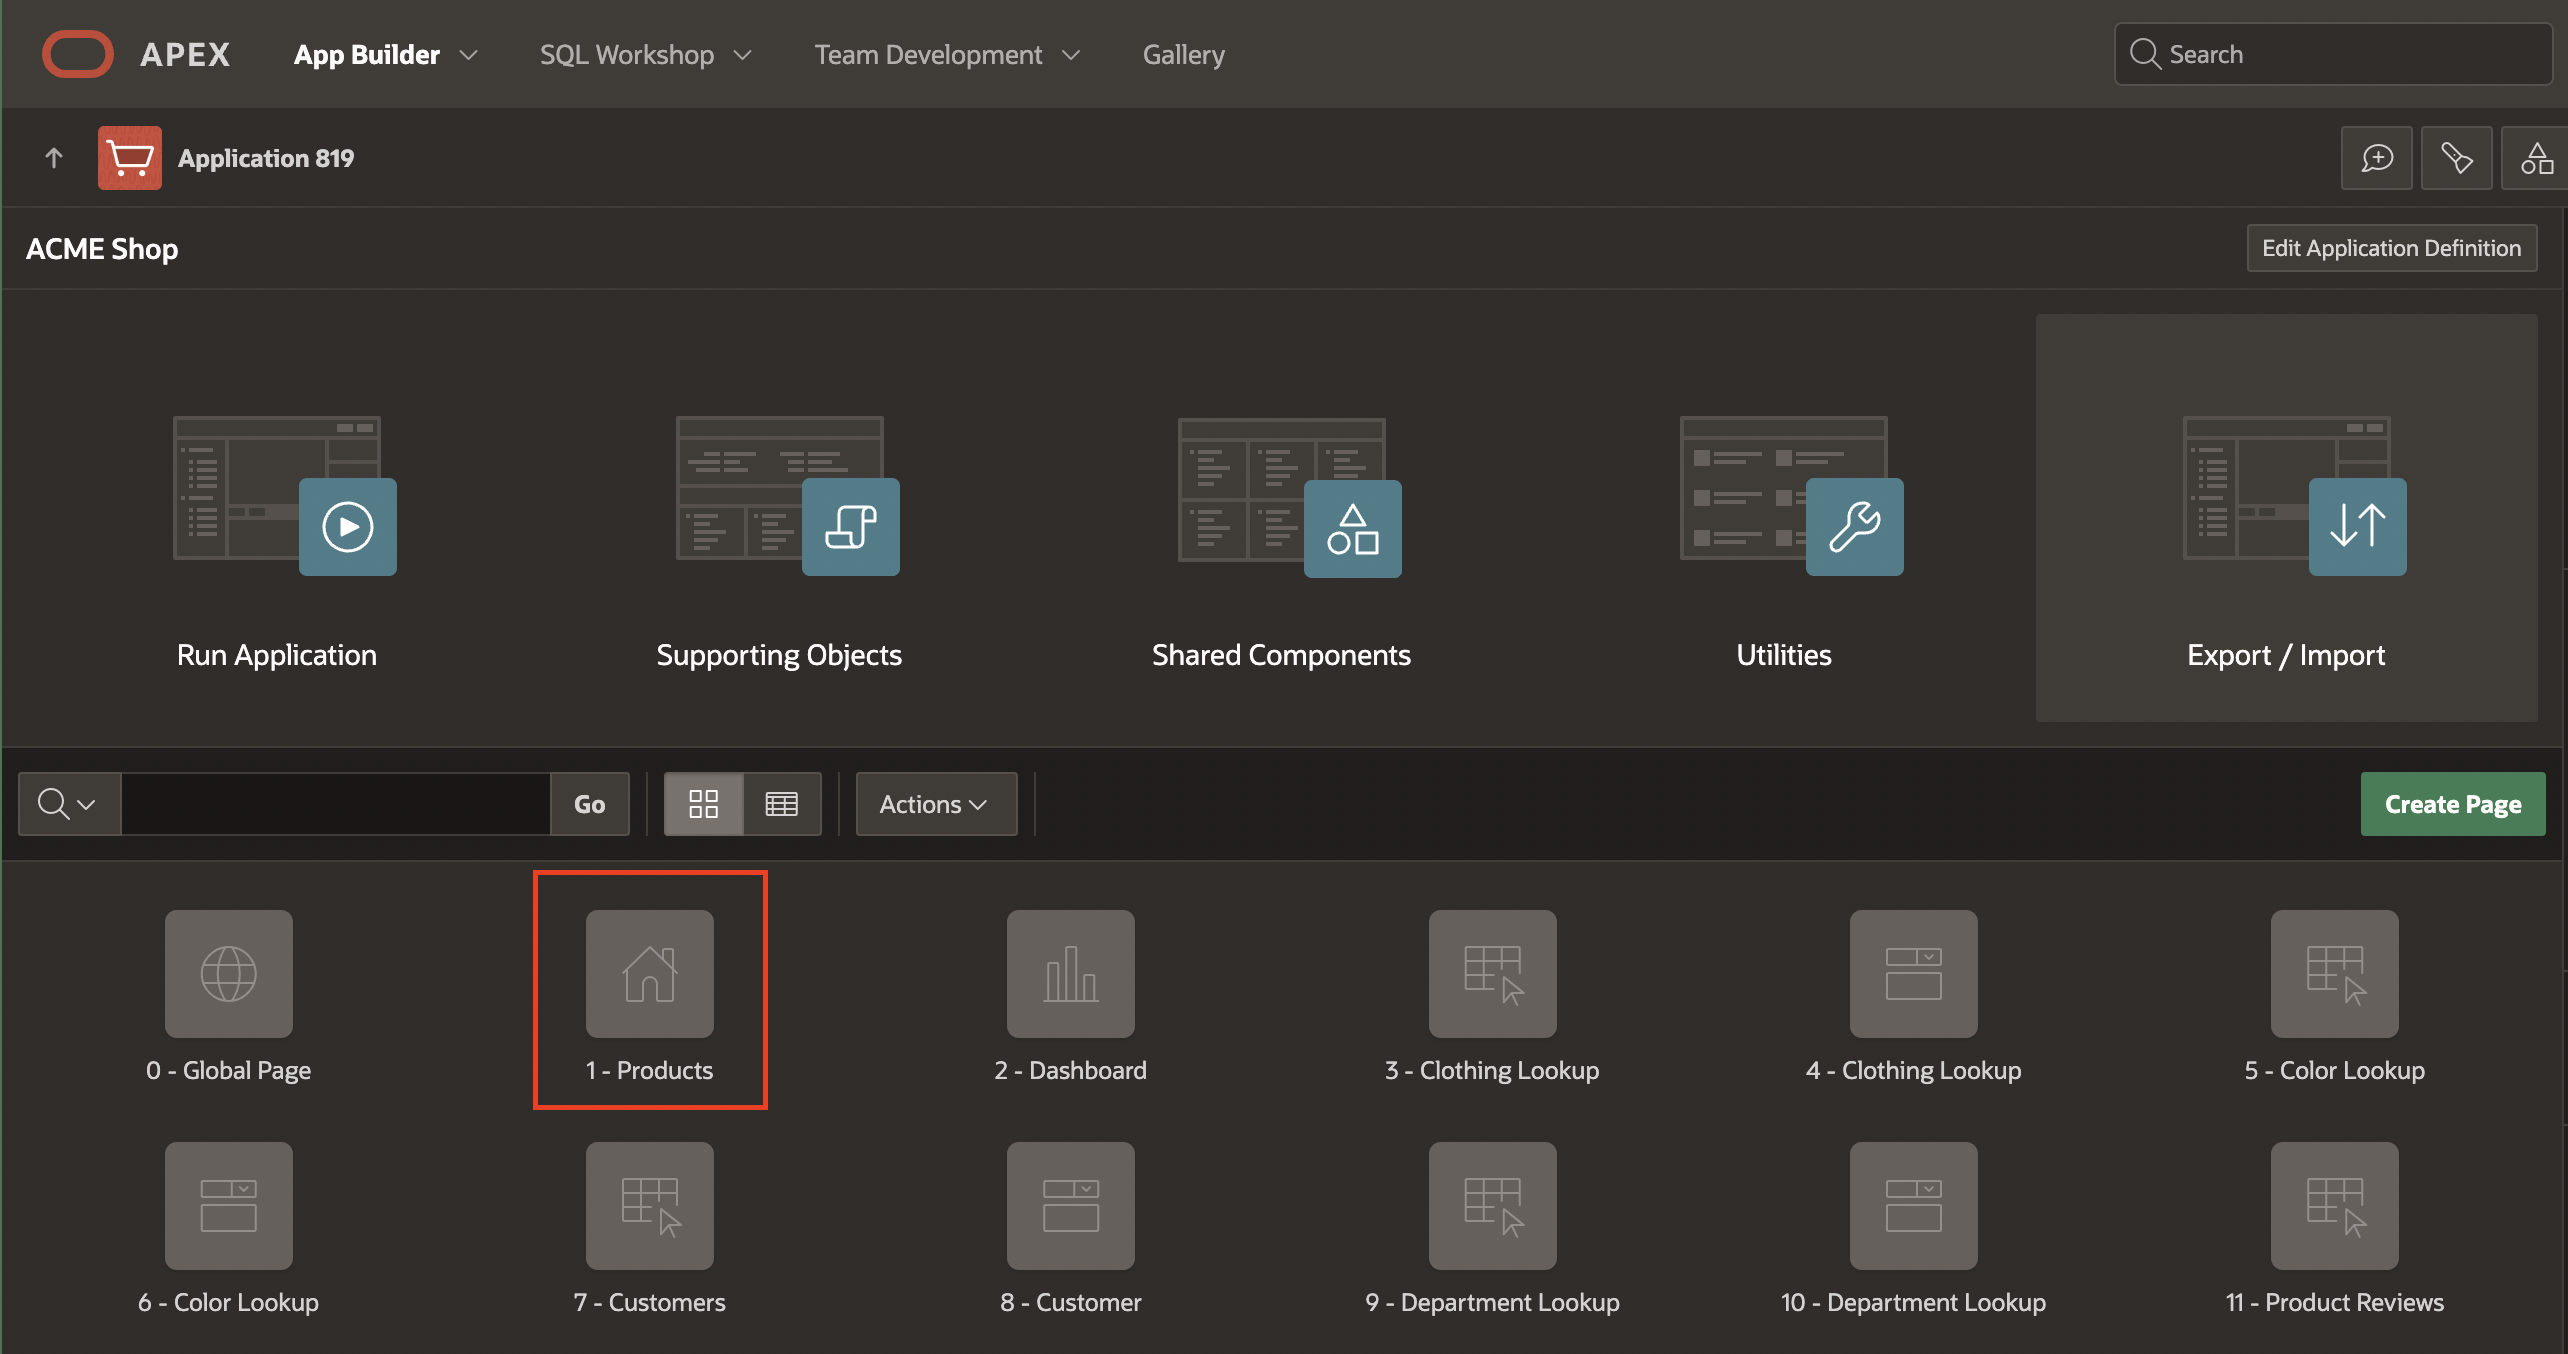 APEX App Builder SQL Workshop Team Development Gallery Search
Application 819
ACME Shop Edit Application Definition
Run Application Supporting Objects Shared Components Utilities Export / Import
Go Actions Create Page
0 - Global Page 1 - Products 2 - Dashboard 3 - Clothing Lookup 4 - Clothing Lookup 5 - Color Lookup
6 - Color Lookup 7 - Customers 8 - Customer 9 - Department Lookup 10 - Department Lookup 11 - Product Reviews